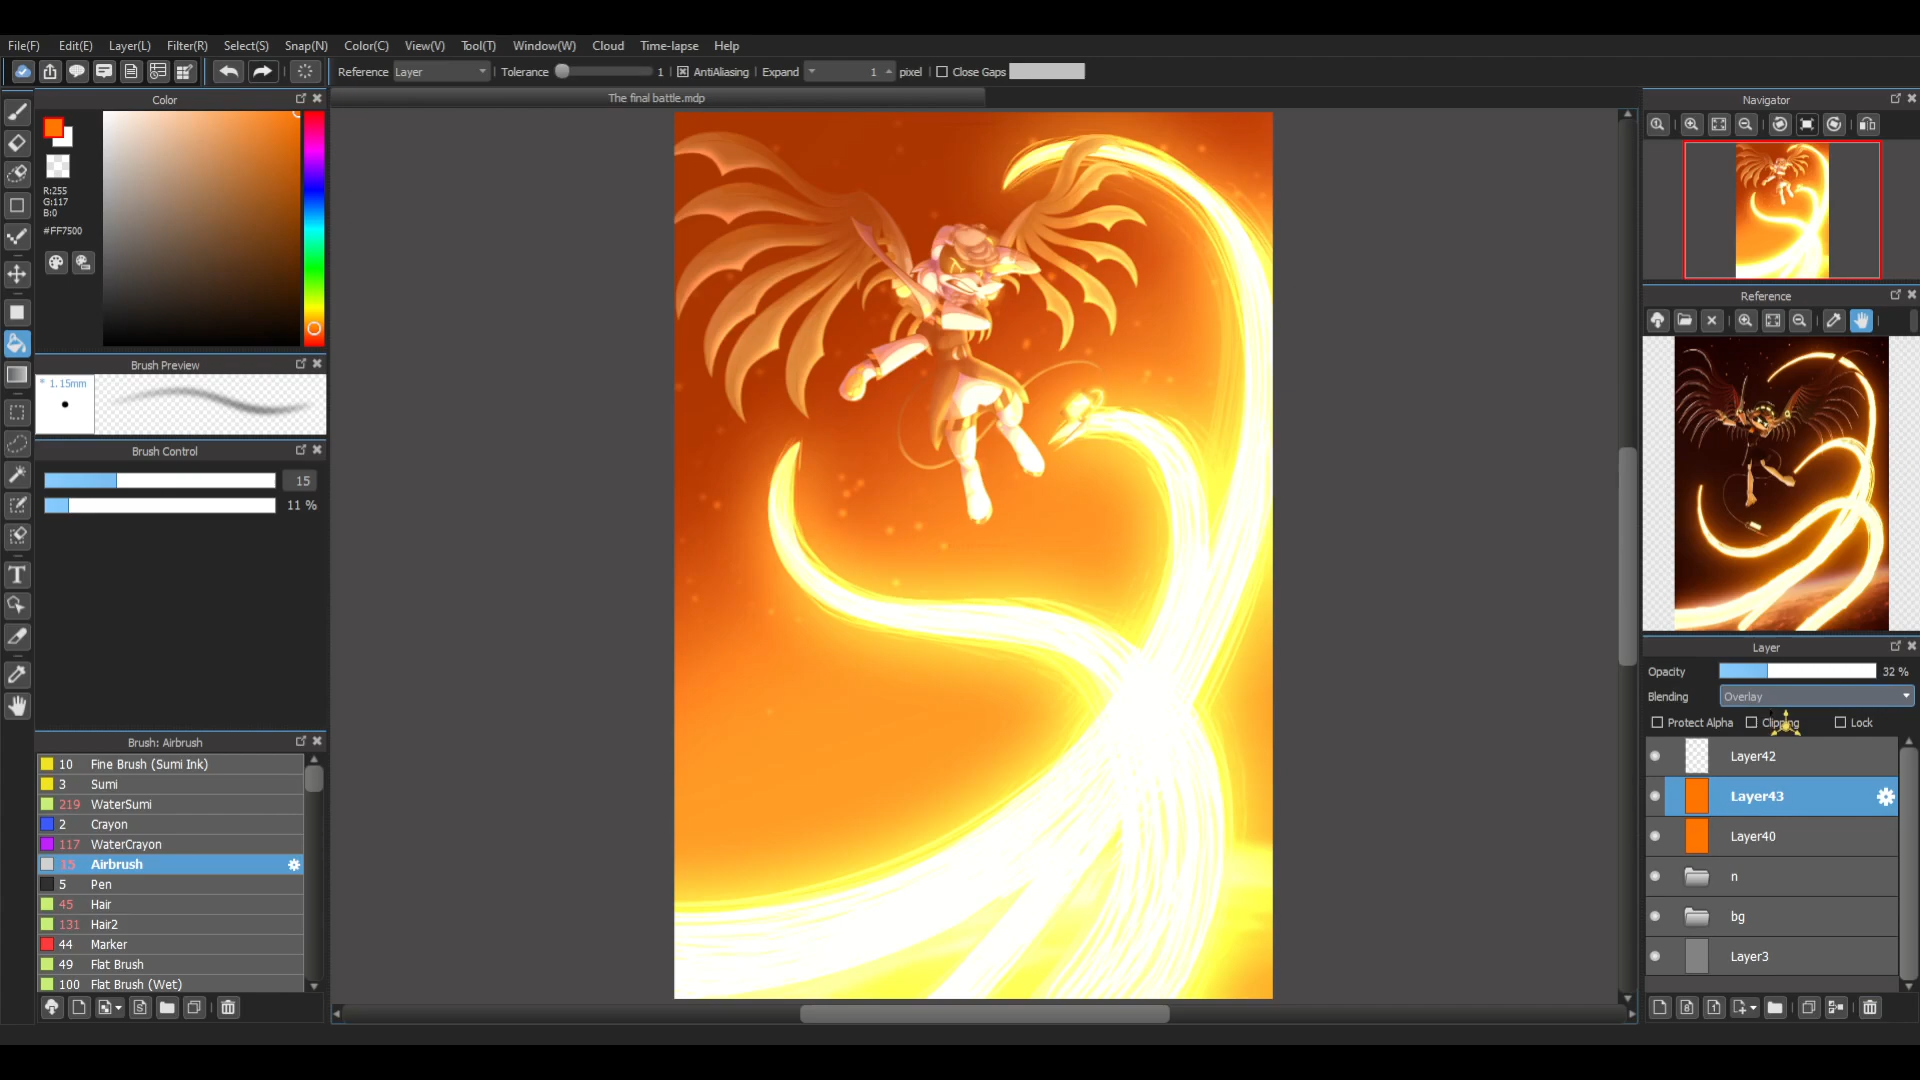 File(F) Edit(E) Layer(L) Filter(R) Select(S) Snap(N) Color(C) View(V) Tool(T) Window(W) Cloud Time-lapse Help
Reference Layer Tolerance 1 AntiAliasing Expand 1 pixel Close Gaps
The final battle.mdp
Color
R:255
G:117
B:0
#FF7500
Brush Preview
* 1.15mm
Brush Control
15
11 %
Brush: Airbrush
10 Fine Brush (Sumi Ink)
3 Sumi
219 WaterSumi
2 Crayon
117 WaterCrayon
15 Airbrush
5 Pen
45 Hair
131 Hair2
44 Marker
49 Flat Brush
100 Flat Brush (Wet)
Navigator
Reference
Layer
Opacity 32 %
Blending Overlay
Protect Alpha Clipping Lock
Layer42
Layer43
Layer40
n
bg
Layer3